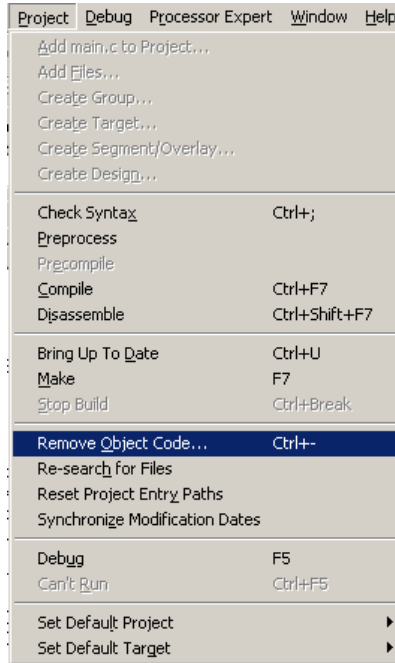 Project Debug Processor Expert Window Help
Add main.c to Project...
Add Files...
Create Group...
Create Target...
Create Segment/Overlay...
Create Design...
Check Syntax Ctrl+;
Preprocess
Precompile
Compile Ctrl+F7
Disassemble Ctrl+Shift+F7
Bring Up To Date Ctrl+U
Make F7
Stop Build Ctrl+Break
Remove Object Code... Ctrl+-
Re-search for Files
Reset Project Entry Paths
Synchronize Modification Dates
Debug F5
Can't Run Ctrl+F5
Set Default Project
Set Default Target